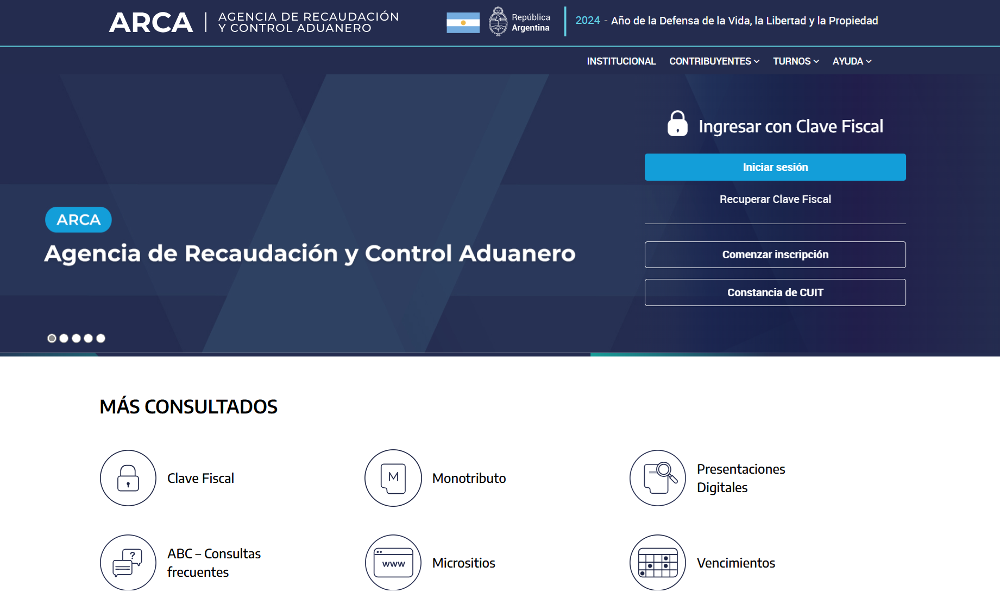 ARCA
AGENCIA DE RECAUDACIÓN
Y CONTROL ADUANERO
República
Argentina
2024 - Año de la Defensa de la Vida, la Libertad y la Propiedad
INSTITUCIONAL CONTRIBUYENTES TURNOS AYUDA
Ingresar con Clave Fiscal
Iniciar sesión
Recuperar Clave Fiscal
ARCA
Agencia de Recaudación y Control Aduanero
Comenzar inscripción
Constancia de CUIT
MÁS CONSULTADOS
Clave Fiscal
M
Monotributo
Presentaciones
Digitales
?
ABC – Consultas
frecuentes
www
Micrositios
Vencimientos